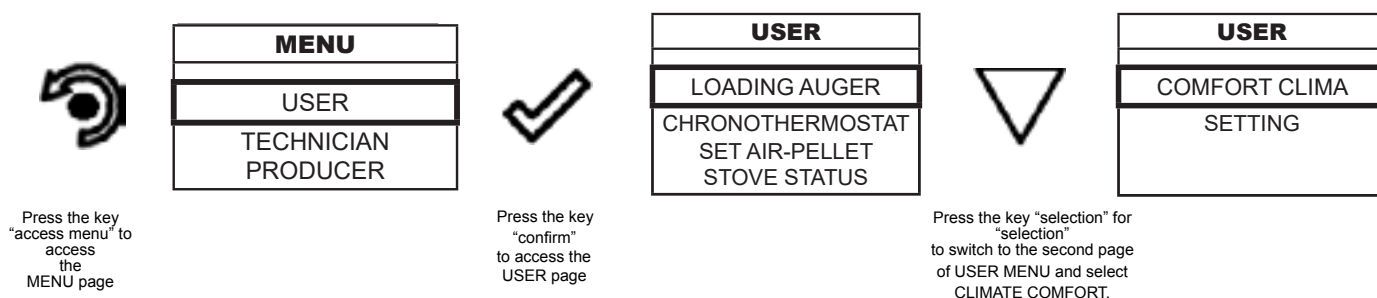 MENU
USER
TECHNICIAN
PRODUCER
Press the key
“access menu” to
access
the
MENU page
Press the key
“confirm”
to access the
USER page
USER
LOADING AUGER
CHRONOTHERMOSTAT
SET AIR-PELLET
STOVE STATUS
Press the key “selection” for
“selection”
to switch to the second page
of USER MENU and select
CLIMATE COMFORT.
USER
COMFORT CLIMA
SETTING